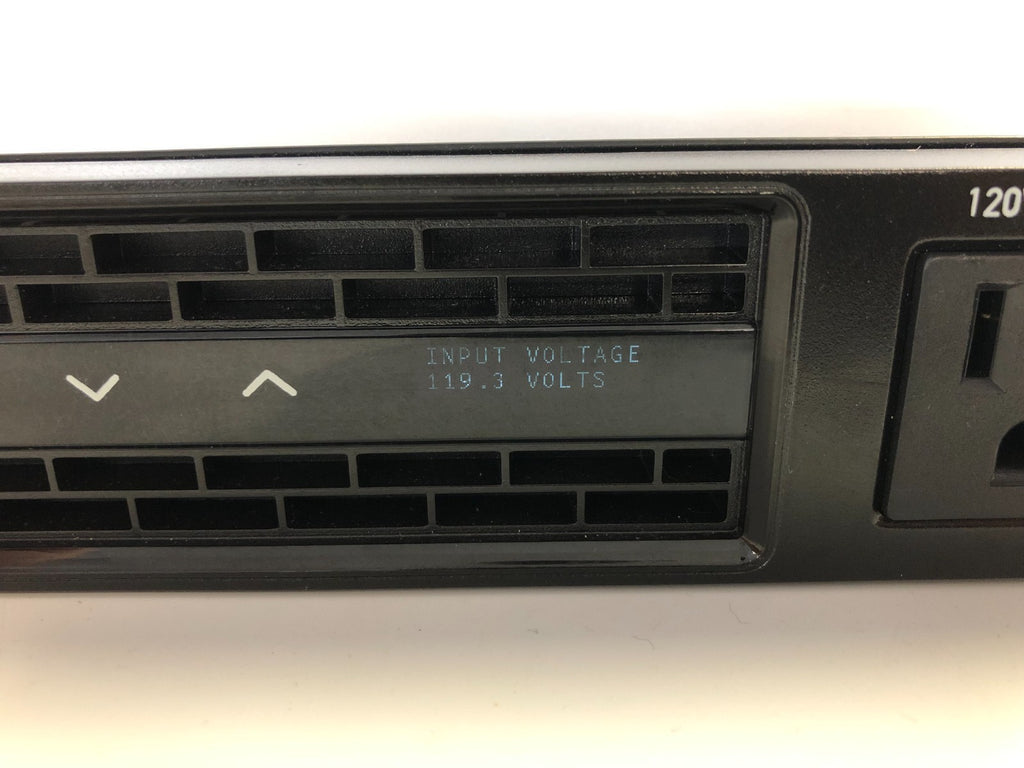 INPUT VOLTAGE
119.3 VOLTS